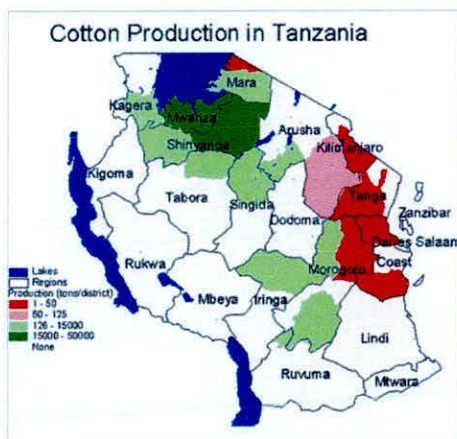 Cotton Production in Tanzania
Mara
Kagera
Mwanza
Arusha
Shinyanga
Kilimanjaro
Kigoma
Tabora
Singida
Tanga
Dodoma
Zanzibar
Dar es Salaam
Rukwa
Morogoro
Coast
Mbeya
Iringa
Lindi
Ruvuma
Mtwara
Lakes
Regions
Production (tons/district)
1 - 50
50 - 125
126 - 15000
15000 - 50000
None